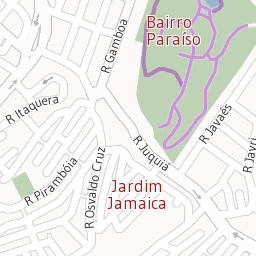 Bairro
Paraíso
R Gamboa
R Itaquera
R Javaés
R Javri
R Juquiá
R Pirambóia
R Osvaldo Cruz
Jardim
Jamaica